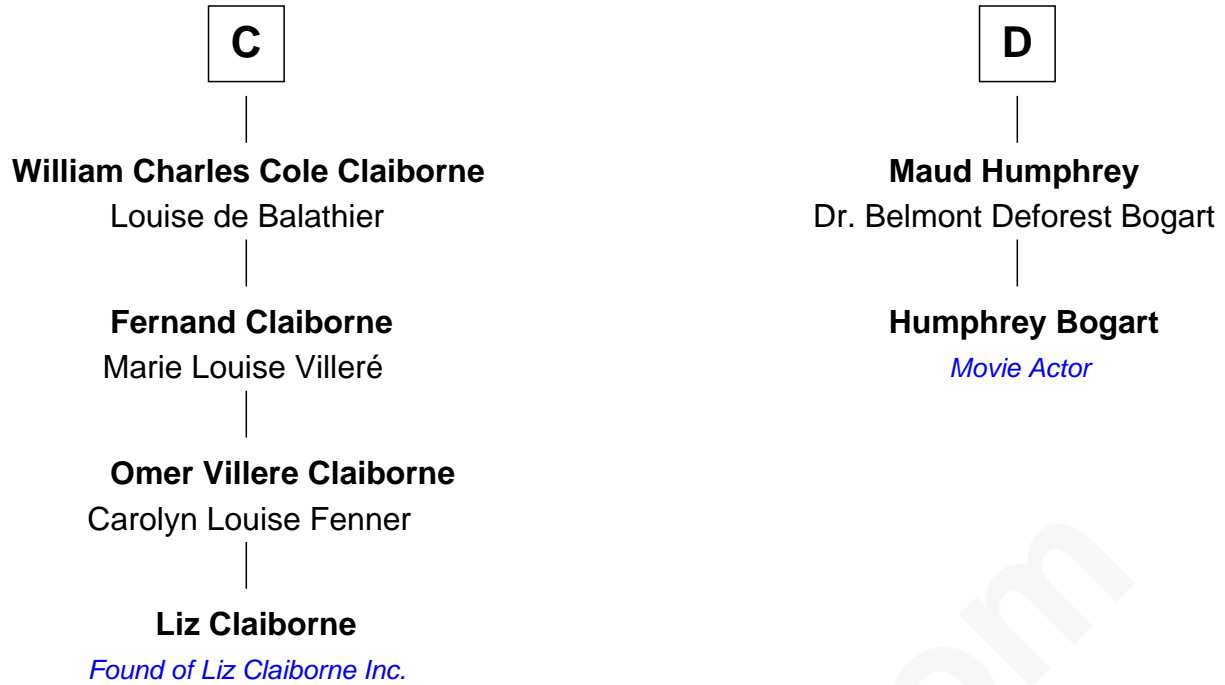 C
William Charles Cole Claiborne
Louise de Balathier
Fernand Claiborne
Marie Louise Villeré
Omer Villere Claiborne
Carolyn Louise Fenner
Liz Claiborne
Found of Liz Claiborne Inc.
D
Maud Humphrey
Dr. Belmont Deforest Bogart
Humphrey Bogart
Movie Actor
om